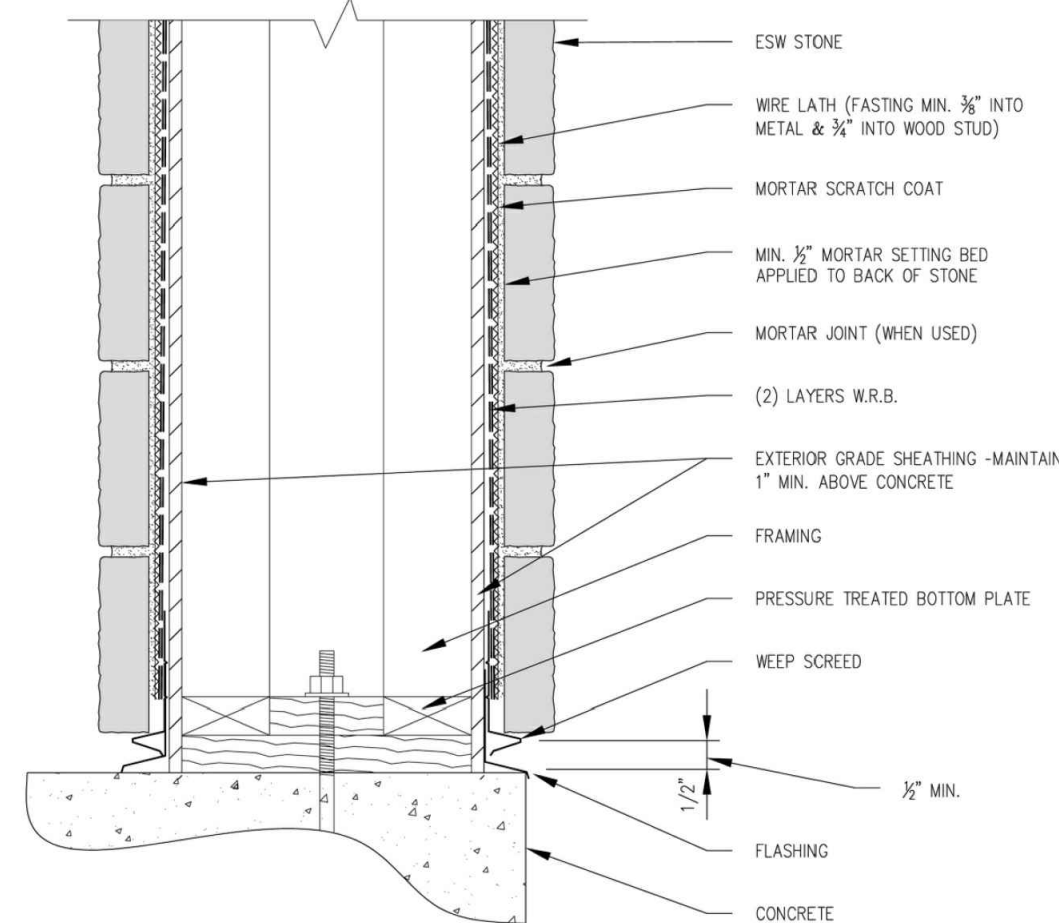 ESW STONE
WIRE LATH (FASTING MIN. ⅜" INTO
METAL & ¾" INTO WOOD STUD)
MORTAR SCRATCH COAT
MIN. ½" MORTAR SETTING BED
APPLIED TO BACK OF STONE
MORTAR JOINT (WHEN USED)
(2) LAYERS W.R.B.
EXTERIOR GRADE SHEATHING -MAINTAIN
1" MIN. ABOVE CONCRETE
FRAMING
PRESSURE TREATED BOTTOM PLATE
WEEP SCREED
1/2"
½" MIN.
FLASHING
CONCRETE